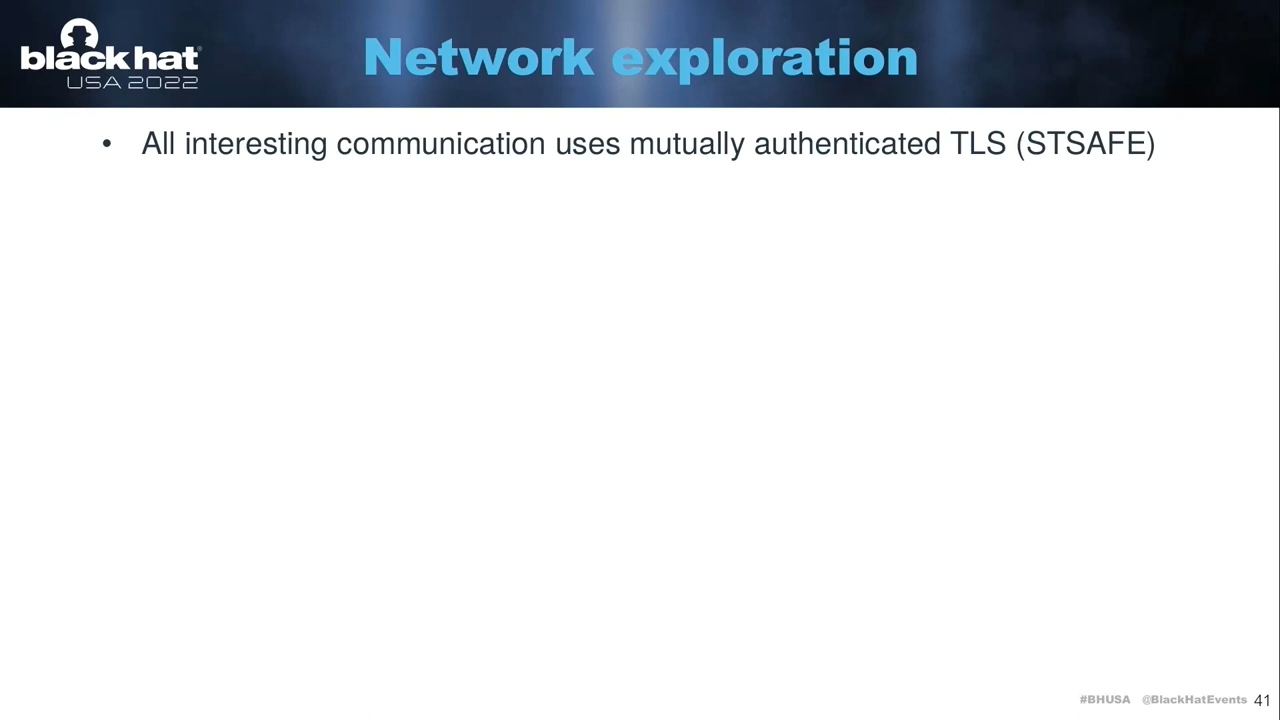 black hat®
USA 2022
Network exploration
• All interesting communication uses mutually authenticated TLS (STSAFE)
#BHUSA @BlackHatEvents 41